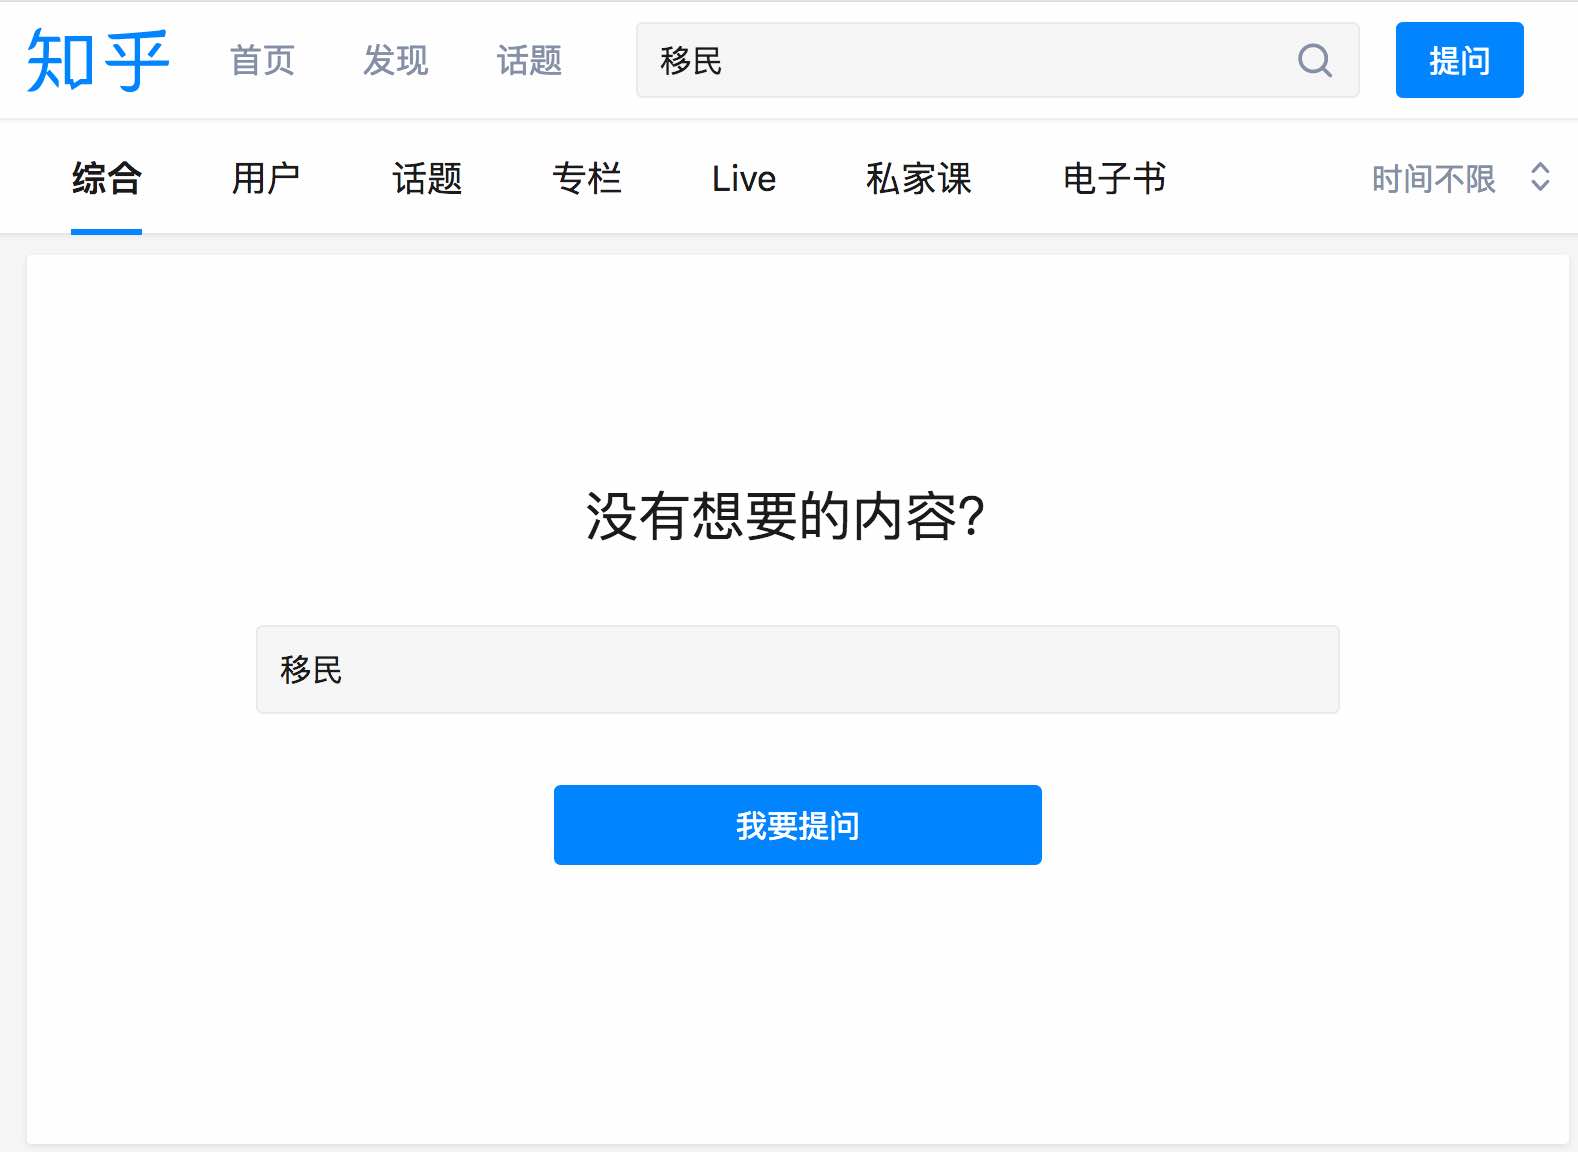 知乎 首页 发现 话题 移民 提问
综合 用户 话题 专栏 Live 私家课 电子书 时间不限
没有想要的内容?
移民
我要提问